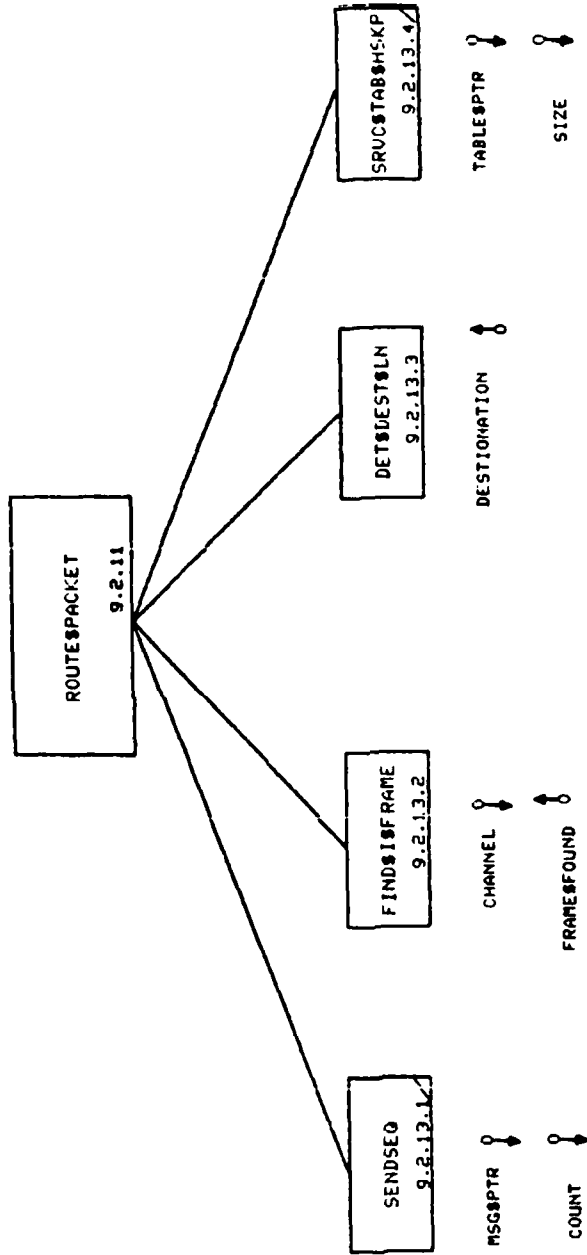 ROUTE$PACKET
9.2.11
SENDSEQ
9.2.13.1
FIND$I$FRAME
9.2.13.2
DET$DEST$LN
9.2.13.3
SRVC$TAB$HSKP
9.2.13.4
MSG$PTR
COUNT
CHANNEL
FRAME$FOUND
DESTIONATION
TABLE$PTR
SIZE